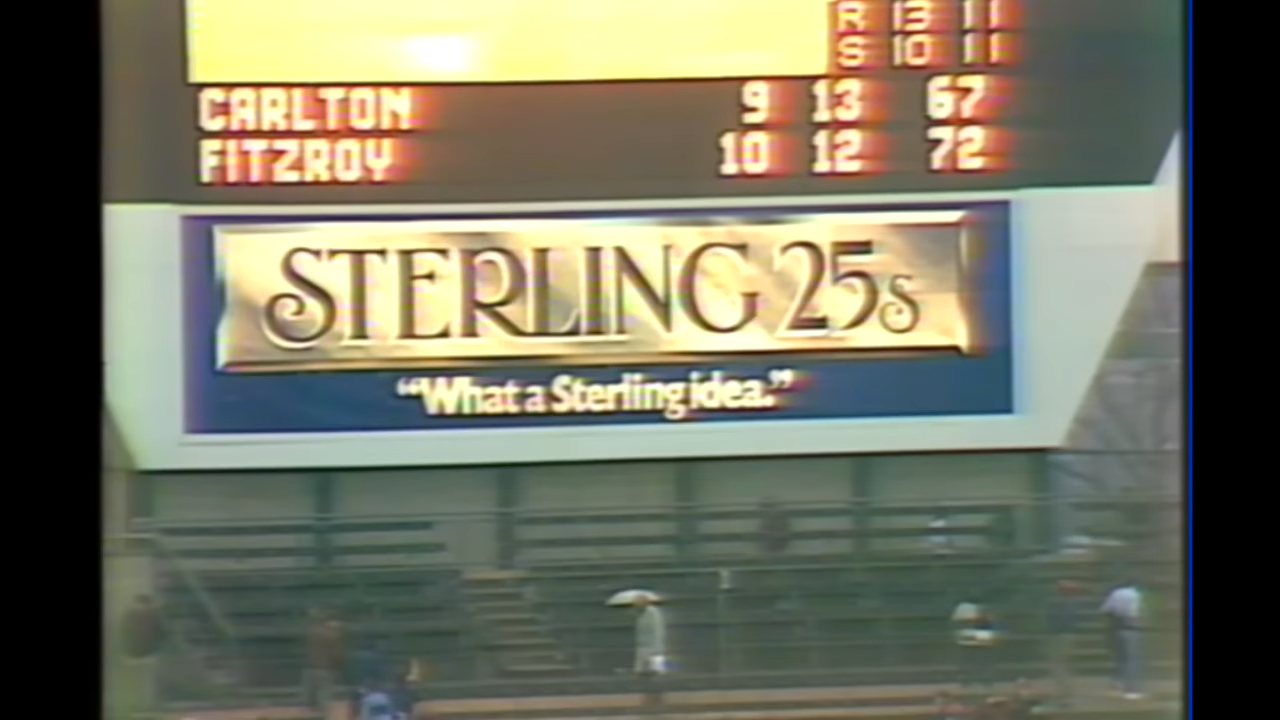 R 13 11
S 10 11
CARLTON 9 13 67
FITZROY 10 12 72
STERLING 25s
“What a Sterling idea.”